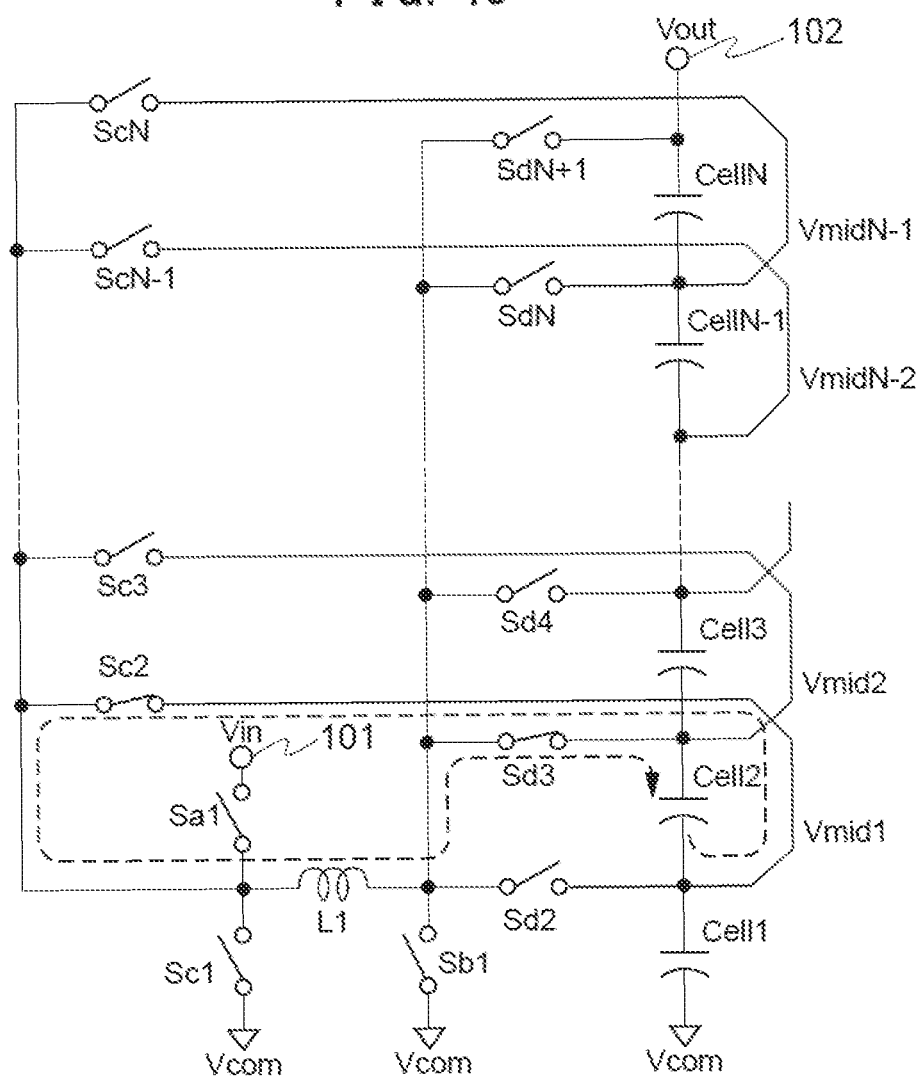 Vout 102
ScN
SdN+1
CellN
VmidN-1
ScN-1
SdN
CellN-1
VmidN-2
Sc3
Sd4
Cell3
Sc2
Vmid2
Vin 101
Sd3
Cell2
Sa1
Vmid1
L1
Sd2
Cell1
Sc1
Sb1
Vcom
Vcom
Vcom